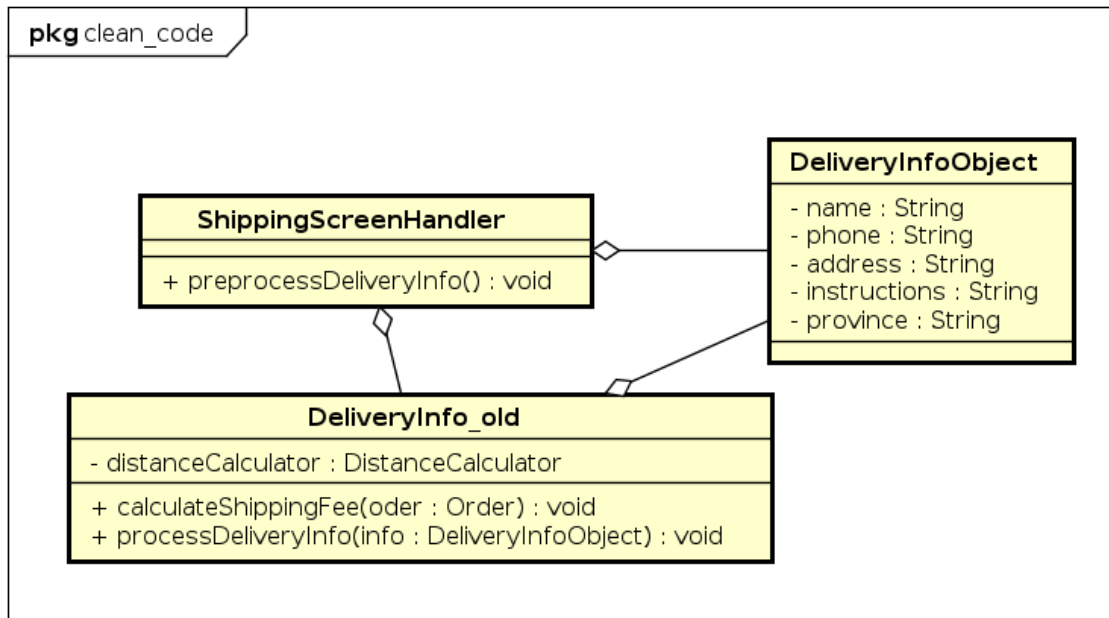 pkg clean_code
ShippingScreenHandler
+ preprocessDeliveryInfo() : void
DeliveryInfoObject
- name : String
- phone : String
- address : String
- instructions : String
- province : String
DeliveryInfo_old
- distanceCalculator : DistanceCalculator
+ calculateShippingFee(oder : Order) : void
+ processDeliveryInfo(info : DeliveryInfoObject) : void